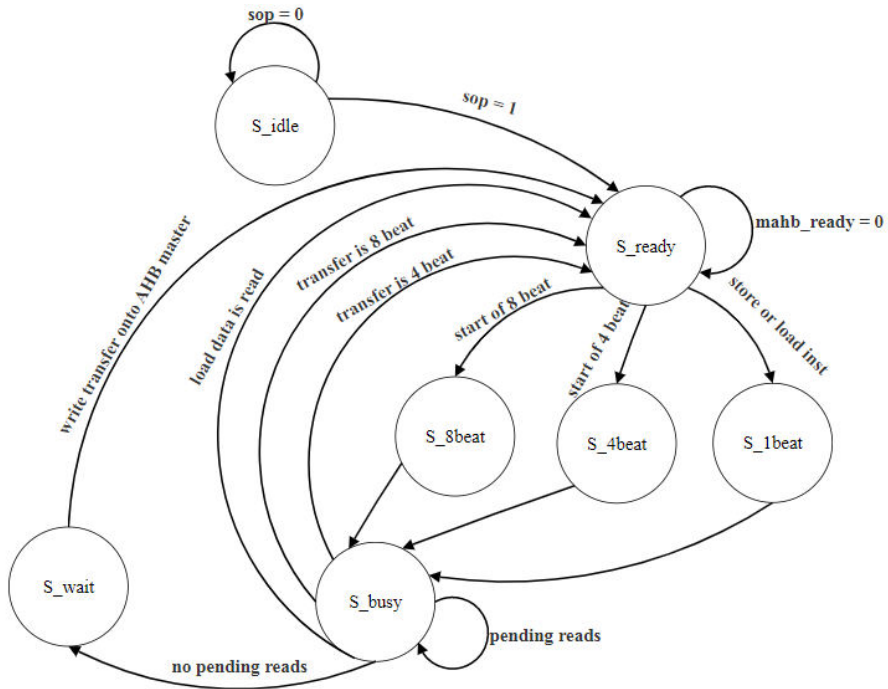 sop = 0
S_idle
sop = 1
S_ready
mahb_ready = 0
write transfer onto AHB master
load data is read
transfer is 8 beat
transfer is 4 beat
start of 8 beat
start of 4 beat
store or load inst
S_8beat
S_4beat
S_1beat
S_wait
S_busy
pending reads
no pending reads